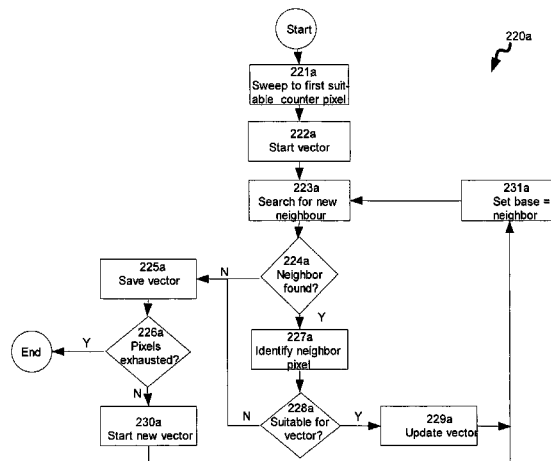 Start
220a
221a
Sweep to first suit-
able counter pixel
222a
Start vector
223a
Search for new
neighbour
231a
Set base =
neighbor
224a
Neighbor
found?
N
Y
225a
Save vector
226a
Pixels
exhausted?
Y
End
N
227a
Identify neighbor
pixel
228a
Suitable for
vector?
N
Y
229a
Update vector
230a
Start new vector